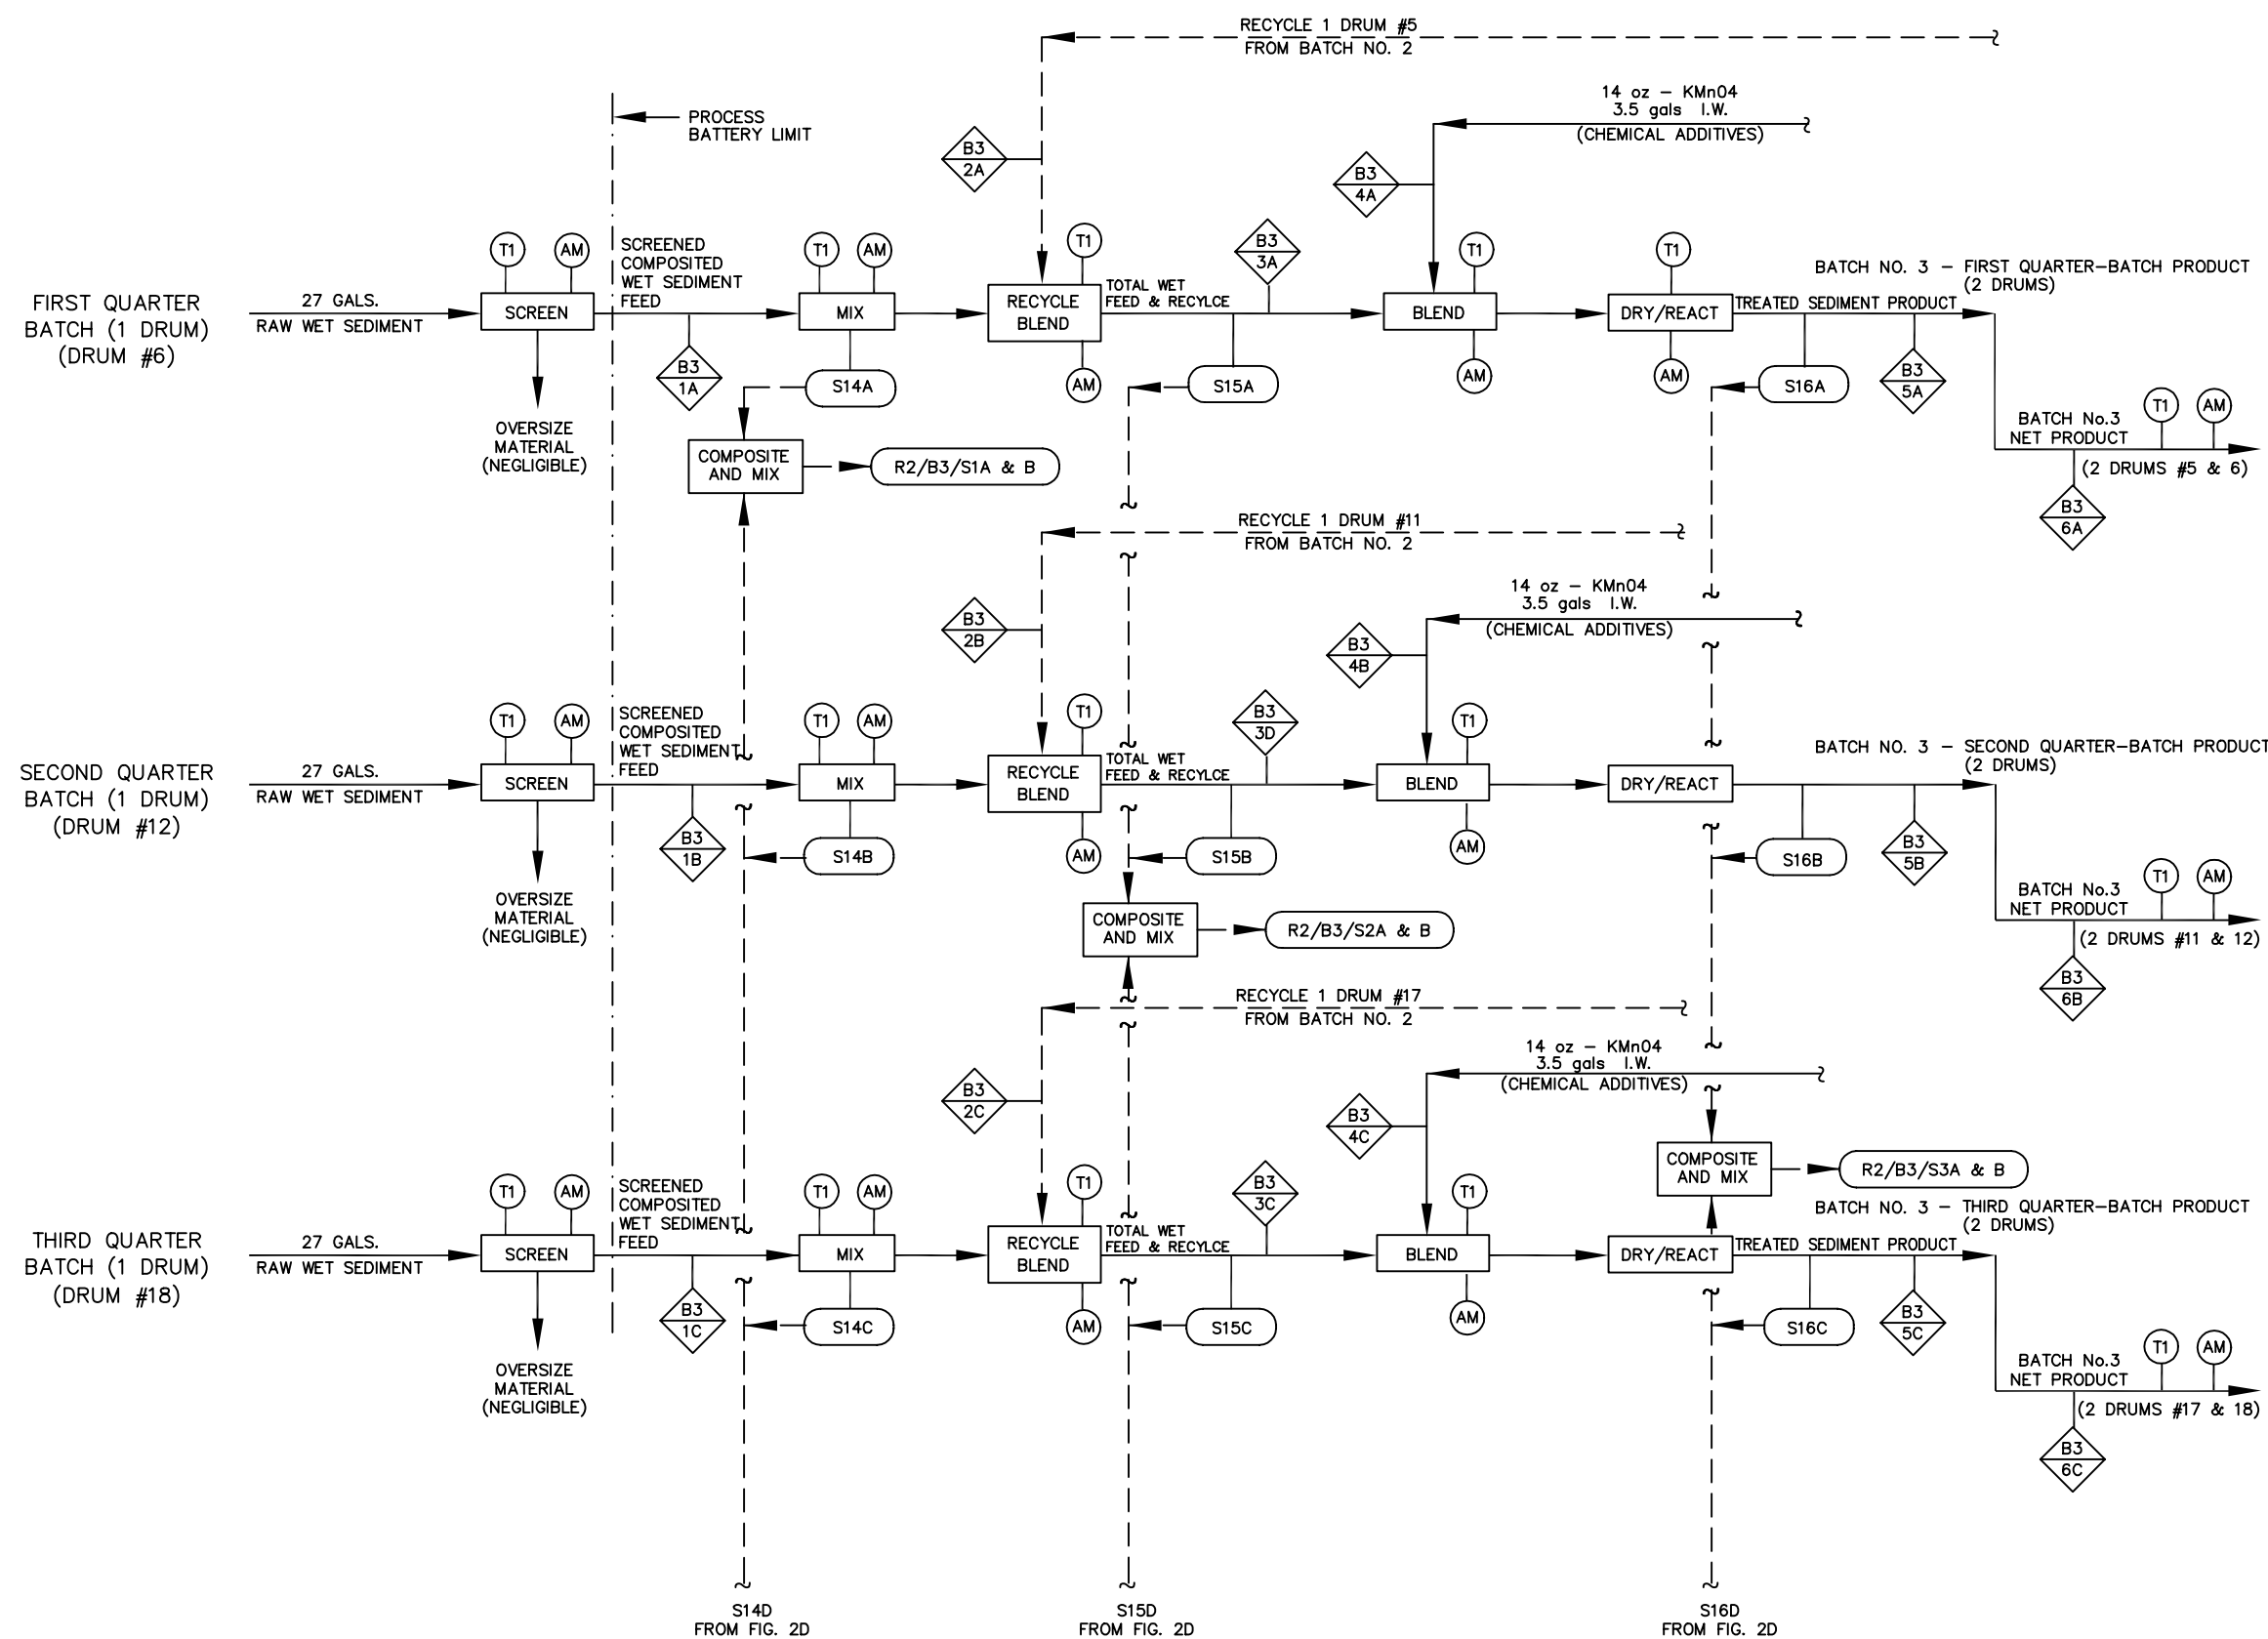 RECYCLE 1 DRUM #5
FROM BATCH NO. 2
14 oz – KMn04
3.5 gals I.W.
(CHEMICAL ADDITIVES)
PROCESS
BATTERY LIMIT
B3
2A
B3
4A
FIRST QUARTER
BATCH (1 DRUM)
(DRUM #6)
27 GALS.
RAW WET SEDIMENT
T1
AM
SCREEN
OVERSIZE
MATERIAL
(NEGLIGIBLE)
SCREENED
COMPOSITED
WET SEDIMENT
FEED
B3
1A
T1
AM
MIX
S14A
COMPOSITE
AND MIX
R2/B3/S1A & B
T1
RECYCLE
BLEND
AM
TOTAL WET
FEED & RECYLCE
B3
3A
S15A
T1
BLEND
AM
T1
DRY/REACT
AM
TREATED SEDIMENT PRODUCT
S16A
B3
5A
BATCH NO. 3 – FIRST QUARTER-BATCH PRODUCT
(2 DRUMS)
BATCH No.3
NET PRODUCT
T1
AM
(2 DRUMS #5 & 6)
B3
6A
RECYCLE 1 DRUM #11
FROM BATCH NO. 2
14 oz – KMn04
3.5 gals I.W.
(CHEMICAL ADDITIVES)
B3
2B
B3
4B
SECOND QUARTER
BATCH (1 DRUM)
(DRUM #12)
27 GALS.
RAW WET SEDIMENT
T1
AM
SCREEN
OVERSIZE
MATERIAL
(NEGLIGIBLE)
SCREENED
COMPOSITED
WET SEDIMENT
FEED
B3
1B
T1
AM
MIX
S14B
T1
RECYCLE
BLEND
AM
TOTAL WET
FEED & RECYLCE
B3
3D
S15B
COMPOSITE
AND MIX
R2/B3/S2A & B
T1
BLEND
AM
DRY/REACT
S16B
B3
5B
BATCH NO. 3 – SECOND QUARTER-BATCH PRODUCT
(2 DRUMS)
BATCH No.3
NET PRODUCT
T1
AM
(2 DRUMS #11 & 12)
B3
6B
RECYCLE 1 DRUM #17
FROM BATCH NO. 2
14 oz – KMn04
3.5 gals I.W.
(CHEMICAL ADDITIVES)
B3
2C
B3
4C
COMPOSITE
AND MIX
R2/B3/S3A & B
THIRD QUARTER
BATCH (1 DRUM)
(DRUM #18)
27 GALS.
RAW WET SEDIMENT
T1
AM
SCREEN
OVERSIZE
MATERIAL
(NEGLIGIBLE)
SCREENED
COMPOSITED
WET SEDIMENT
FEED
B3
1C
T1
AM
MIX
S14C
T1
RECYCLE
BLEND
AM
TOTAL WET
FEED & RECYLCE
B3
3C
S15C
T1
BLEND
AM
DRY/REACT
TREATED SEDIMENT PRODUCT
S16C
B3
5C
BATCH NO. 3 – THIRD QUARTER-BATCH PRODUCT
(2 DRUMS)
BATCH No.3
NET PRODUCT
T1
AM
(2 DRUMS #17 & 18)
B3
6C
S14D
FROM FIG. 2D
S15D
FROM FIG. 2D
S16D
FROM FIG. 2D